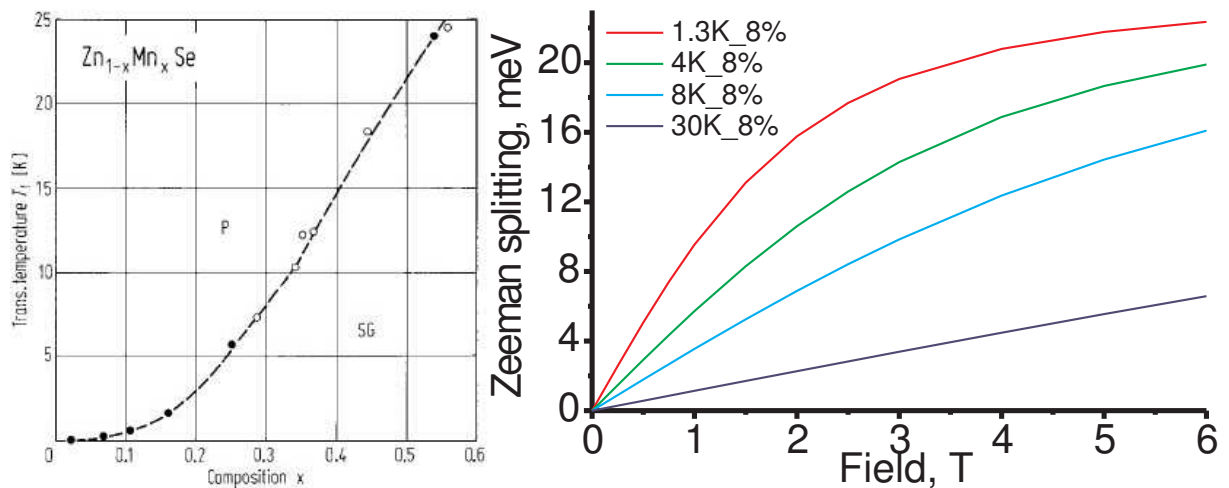 Zn1-xMnxSe
Trans. temperature Tf [K]
25
20
15
10
5
P
SG
0
0.1
0.2
0.3
0.4
0.5
0.6
Composition x
Zeeman splitting, meV
20
16
12
8
4
0
1.3K_8%
4K_8%
8K_8%
30K_8%
0
1
2
3
4
5
6
Field, T